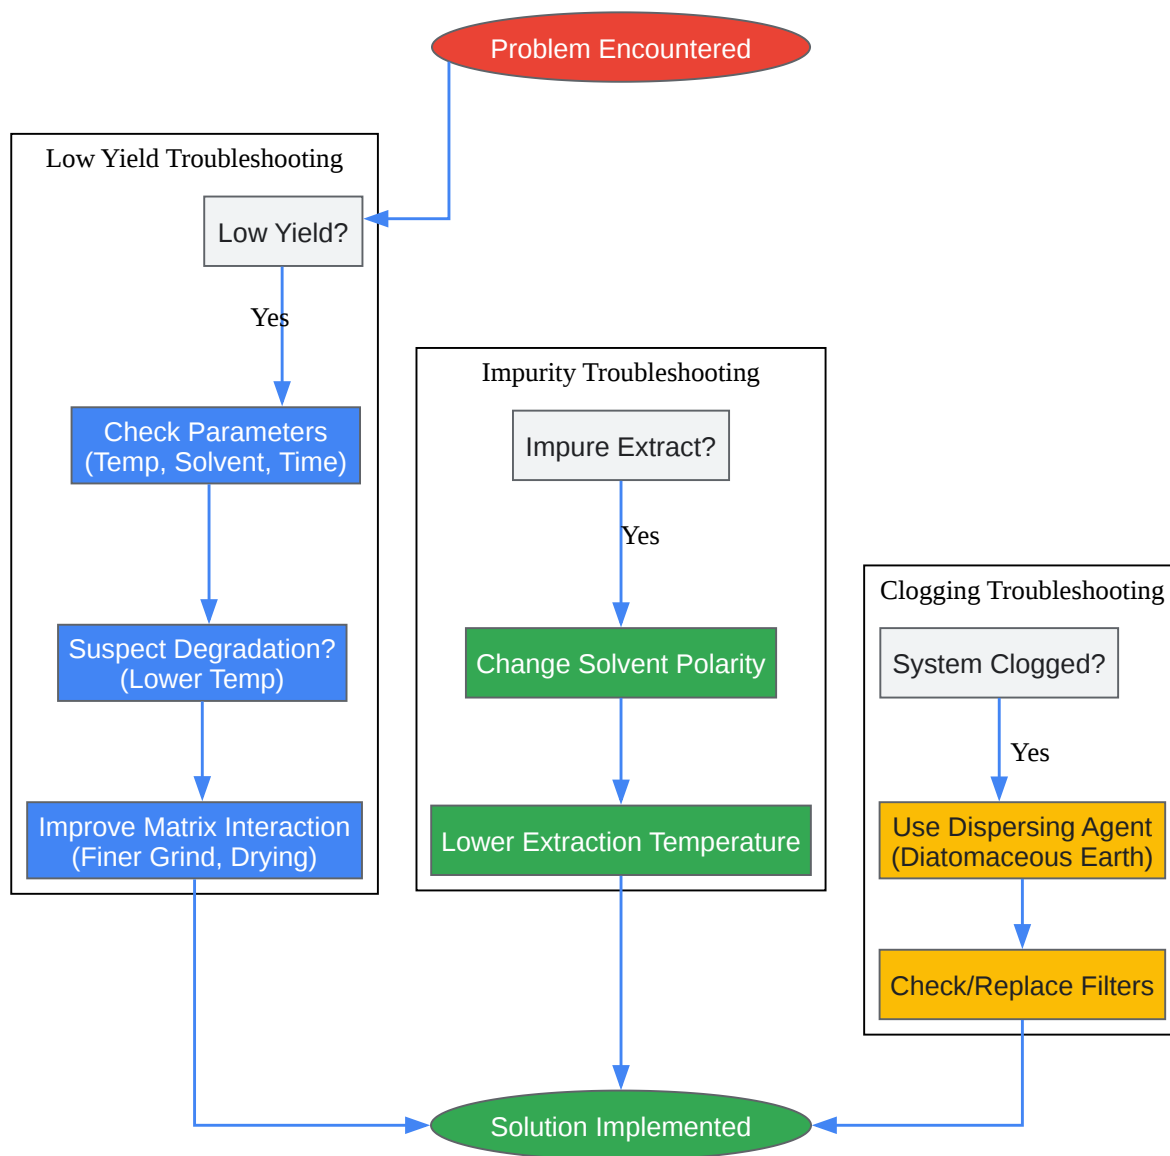 Problem Encountered
Low Yield Troubleshooting
Low Yield?
Yes
Check Parameters
(Temp, Solvent, Time)
Suspect Degradation?
(Lower Temp)
Improve Matrix Interaction
(Finer Grind, Drying)
Impurity Troubleshooting
Impure Extract?
Yes
Change Solvent Polarity
Lower Extraction Temperature
Clogging Troubleshooting
System Clogged?
Yes
Use Dispersing Agent
(Diatomaceous Earth)
Check/Replace Filters
Solution Implemented